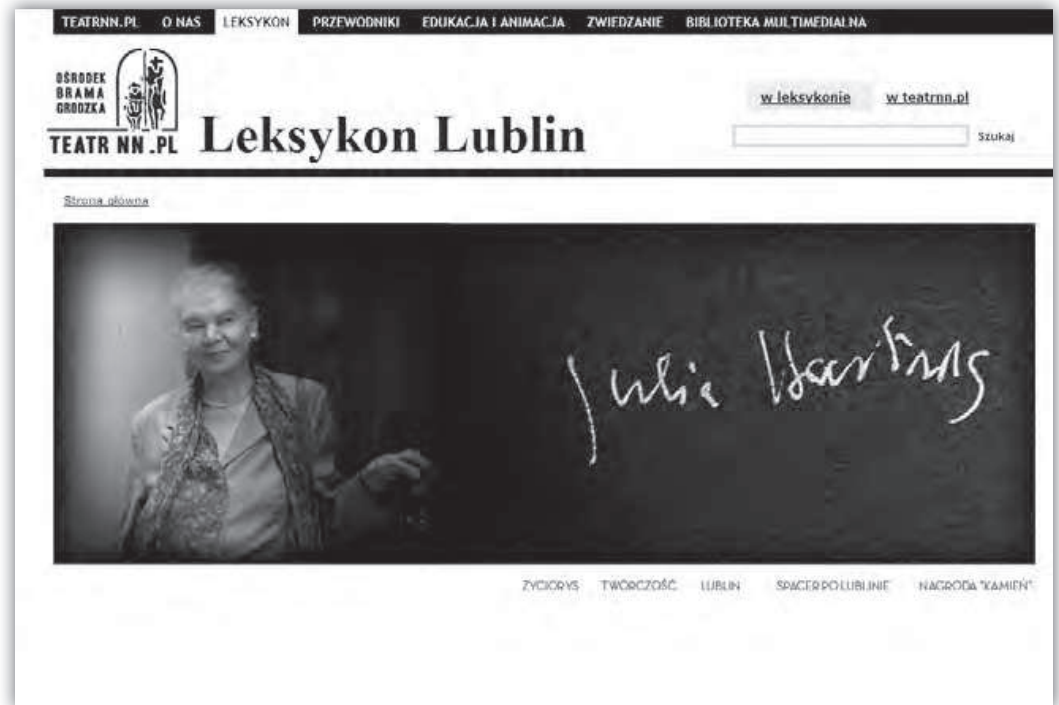 TEATRNN.PL O NAS LEKSYKON PRZEWODNIKI EDUKACJA I ANIMACJA ZWIEDZANIE BIBLIOTEKA MULTIMEDIALNA
OŚRODEK
BRAMA
GRODZKA
TEATR NN.PL
Leksykon Lublin
w leksykonie w teatrnn.pl
Szukaj
Strona główna
Julia Hartwig
ŻYCIORYS TWÓRCZOŚĆ LUBLIN SPACER PO LUBLINIE NAGRODA "KAMIEŃ"